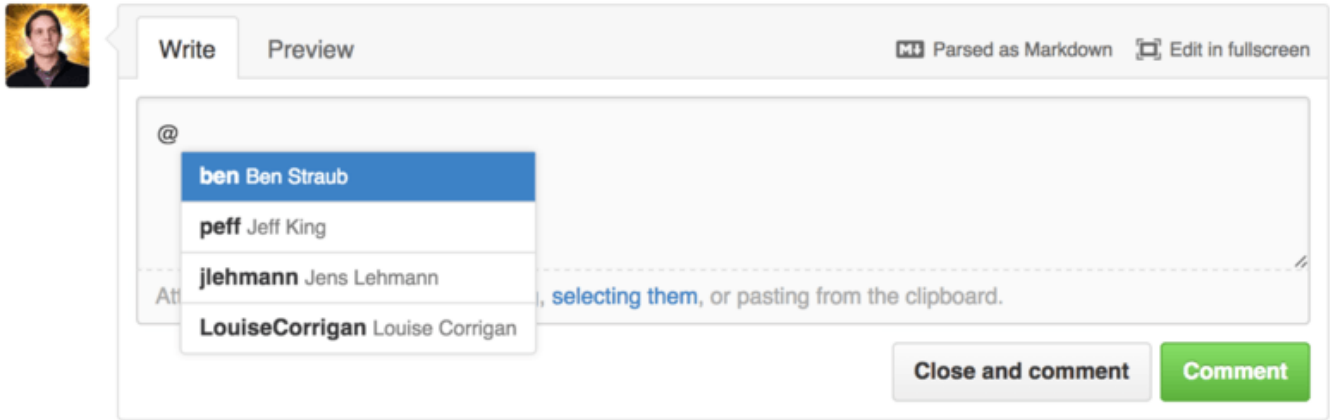 Write Preview Parsed as Markdown Edit in fullscreen
@
ben Ben Straub
peff Jeff King
jlehmann Jens Lehmann
, selecting them, or pasting from the clipboard.
LouiseCorrigan Louise Corrigan
Close and comment Comment